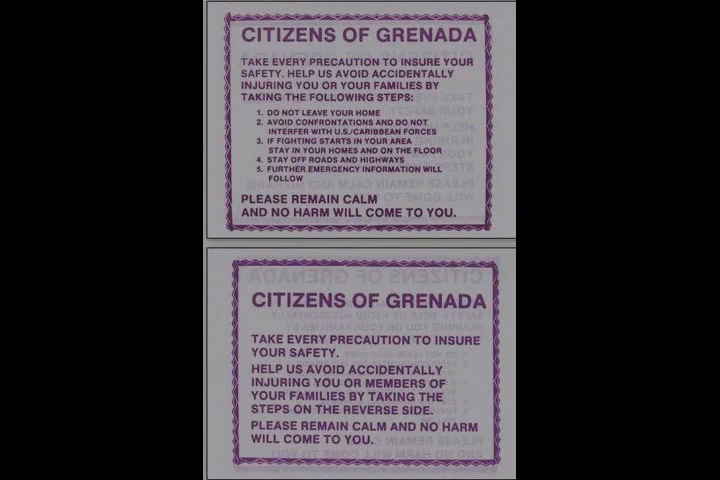 CITIZENS OF GRENADA
TAKE EVERY PRECAUTION TO INSURE YOUR
SAFETY. HELP US AVOID ACCIDENTALLY
INJURING YOU OR YOUR FAMILIES BY
TAKING THE FOLLOWING STEPS:
1. DO NOT LEAVE YOUR HOME
2. AVOID CONFRONTATIONS AND DO NOT
INTERFER WITH U.S./CARIBBEAN FORCES
3. IF FIGHTING STARTS IN YOUR AREA
STAY IN YOUR HOMES AND ON THE FLOOR
4. STAY OFF ROADS AND HIGHWAYS
5. FURTHER EMERGENCY INFORMATION WILL
FOLLOW
PLEASE REMAIN CALM
AND NO HARM WILL COME TO YOU.
CITIZENS OF GRENADA
TAKE EVERY PRECAUTION TO INSURE
YOUR SAFETY.
HELP US AVOID ACCIDENTALLY
INJURING YOU OR MEMBERS OF
YOUR FAMILIES BY TAKING THE
STEPS ON THE REVERSE SIDE.
PLEASE REMAIN CALM AND NO HARM
WILL COME TO YOU.